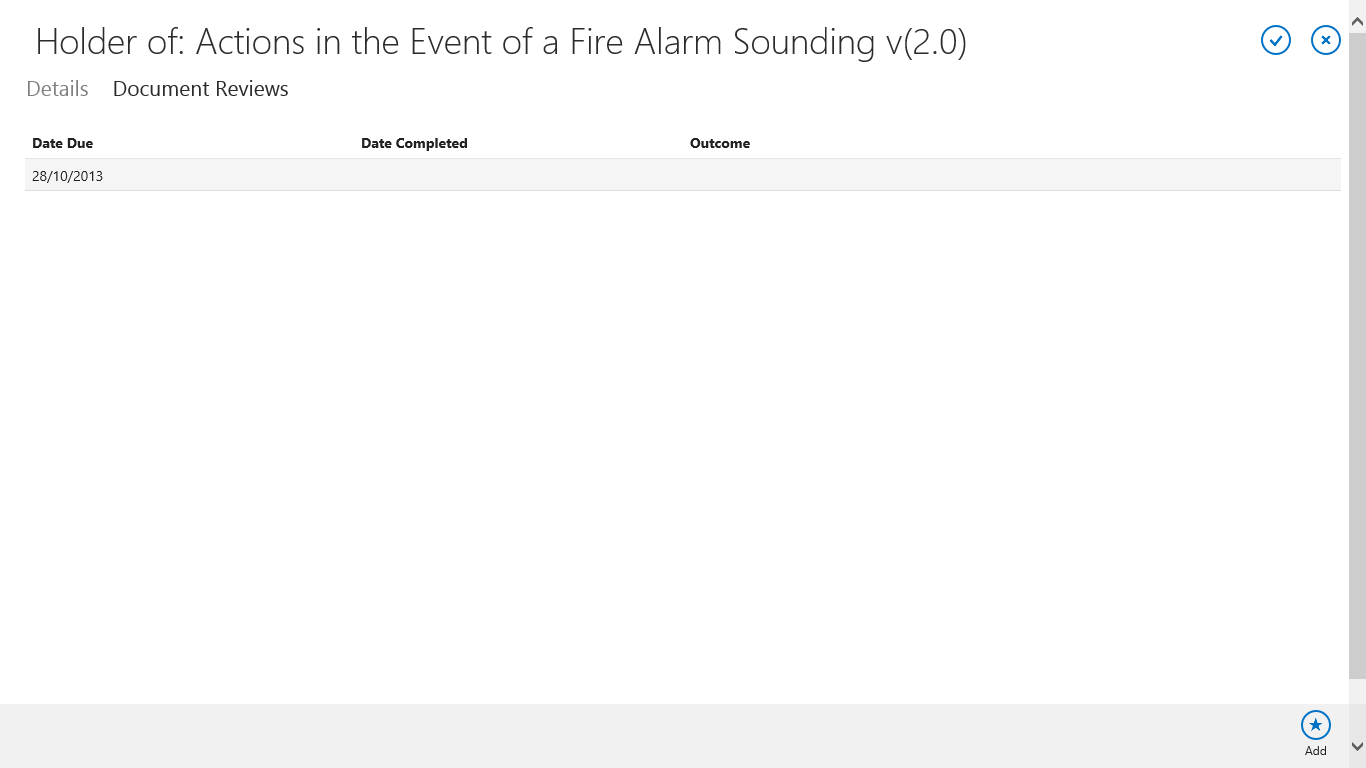 Holder of: Actions in the Event of a Fire Alarm Sounding v(2.0)
Details Document Reviews
Date Due Date Completed Outcome
28/10/2013
Add